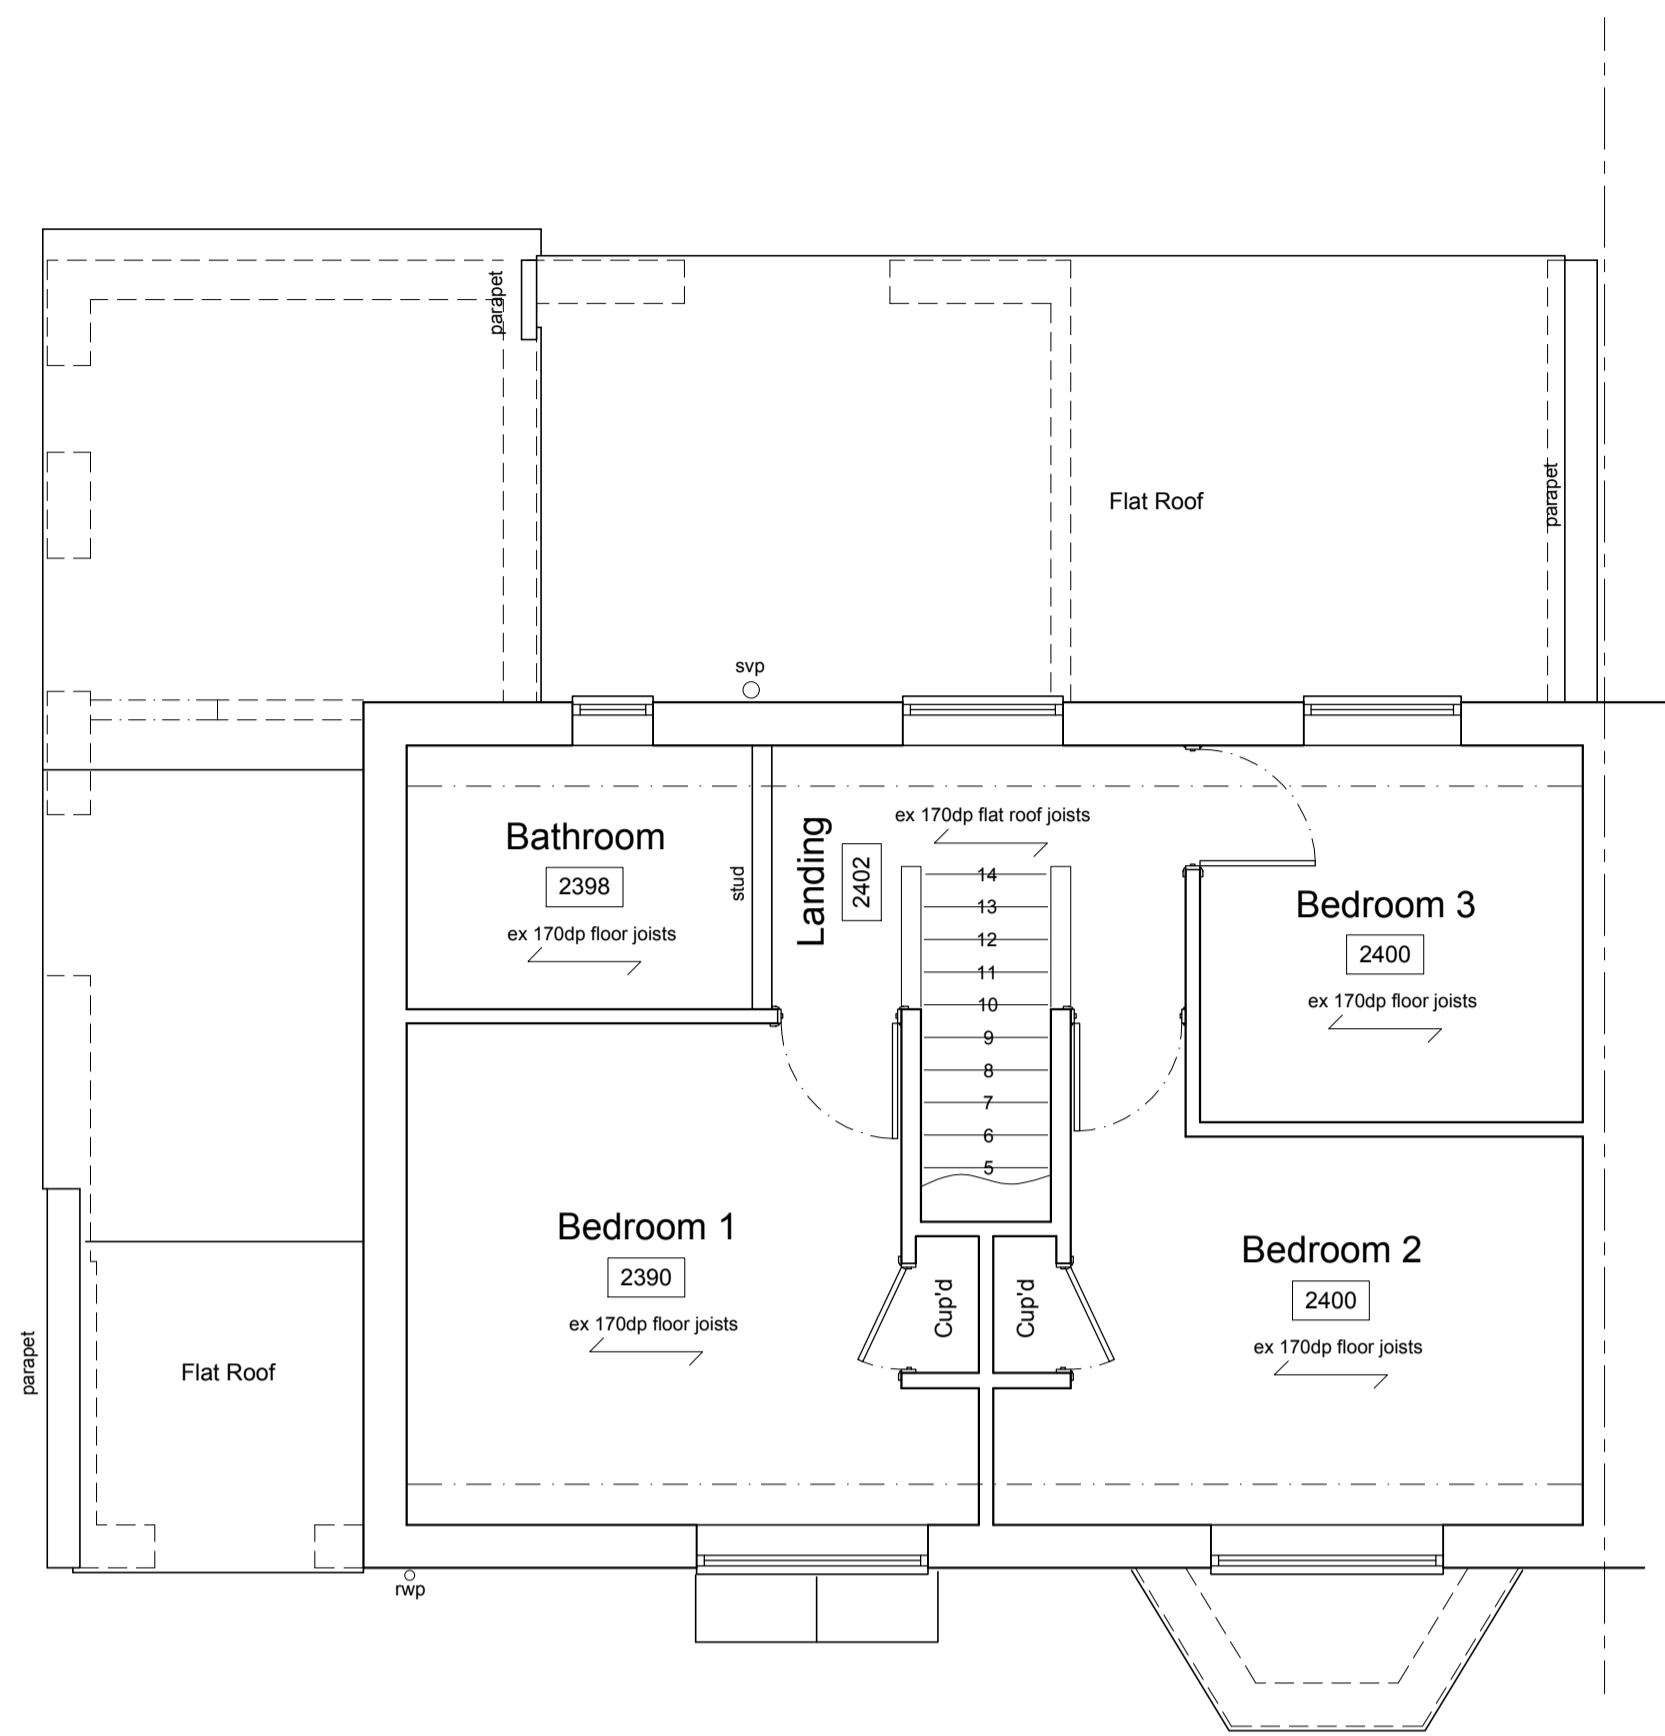 parapet
parapet
Flat Roof
svp
ex 170dp flat roof joists
Bathroom
2398
ex 170dp floor joists
stud
Landing
2402
14
13
12
11
10
9
8
7
6
5
Bedroom 3
2400
ex 170dp floor joists
Bedroom 1
2390
ex 170dp floor joists
Cup'd
Cup'd
Bedroom 2
2400
ex 170dp floor joists
parapet
Flat Roof
rwp